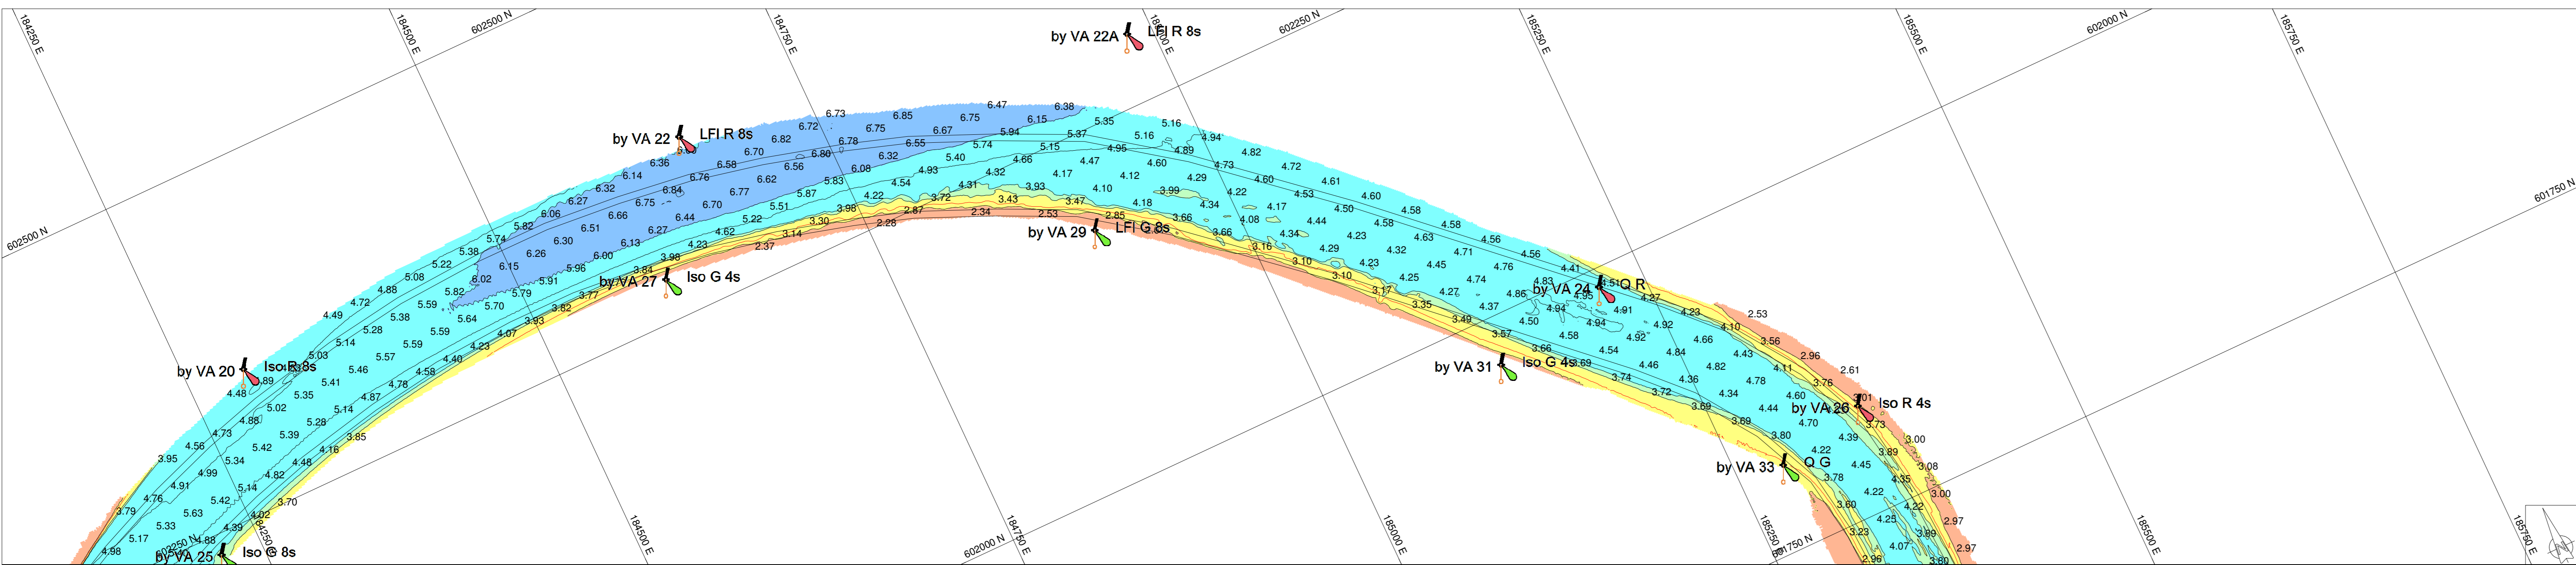 184250 E
184500 E
602500 N
184750 E
602250 N
185250 E
185500 E
602000 N
185750 E
by VA 22A
LFl R 8s
601750 N
602500 N
by VA 22
LFl R 8s
6.73 6.85 6.75 6.47 6.38
6.72 6.75 6.67 6.15 5.35 5.16
6.82 6.78 6.55 5.94 5.37 5.16 4.94
6.36 6.70 6.80 6.32 5.74 5.15 4.95 4.89 4.82
6.14 6.58 6.56 6.08 5.40 4.66 4.47 4.60 4.73 4.72
6.32 6.76 6.62 5.83 4.93 4.32 4.17 4.12 4.29 4.60 4.61
6.27 6.84 6.77 5.87 4.54 4.31 3.93 4.10 3.99 4.22 4.53 4.60
6.06 6.75 6.70 5.51 4.22 3.72 3.43 3.47 4.18 4.34 4.17 4.50 4.58
5.82 6.66 6.44 5.22 3.98 2.87 2.34 2.53 2.85 3.66 4.08 4.44 4.58 4.58
5.74 6.51 6.27 4.62 3.30 2.28 3.66 4.34 4.23 4.63 4.56
by VA 29
LFl G 8s
5.38 6.30 6.13 4.23 3.14 3.16 4.29 4.32 4.71 4.56
5.22 6.26 6.00 3.98 2.37 3.10 4.23 4.45 4.76 4.41
5.08 6.15 5.96 3.84 3.10 4.25 4.74 4.83 4.51
by VA 27
Iso G 4s
by VA 24
Q R
4.88 6.02 5.91 3.77 3.17 4.27 4.86 4.95 4.27
4.72 5.82 5.79 3.82 3.35 4.37 4.94 4.91 4.23 2.53
4.49 5.59 5.70 3.93 3.49 4.50 4.94 4.92 4.10
5.28 5.38 5.64 4.07 3.57 4.58 4.92 4.66 3.56
5.03 5.14 5.59 5.59 4.23 3.66 4.54 4.84 4.43 2.96
5.57 4.40
by VA 31
Iso G 4s
3.69 4.46 4.82 4.11 2.61
by VA 20
Iso R 8s
5.46 4.58 3.74 4.36 4.78 3.76
4.48 5.41 4.78 3.72 4.34 4.60
by VA 26
Iso R 4s
5.02 5.35 4.87 3.69 4.44 4.70 3.73
4.88 5.28 5.14 3.69 4.39 3.00
4.73 5.39 3.85 3.80 4.22 3.89
4.56 5.42 4.16
by VA 33
Q G
4.45 3.08
3.95 5.34 4.48 3.78 4.35
4.99 4.82 4.22 3.00
4.91 5.14 3.60 4.22
4.76 5.42 3.70 4.25 2.97
3.79 5.63 4.02 3.23 3.89
5.33 4.39 4.07 2.97
5.17 4.88 2.96 3.80
4.98
602250 N
184250 E
by VA 25
Iso G 8s
184500 E
602000 N
184750 E
185000 E
185250 E
601750 N
185500 E
185750 E